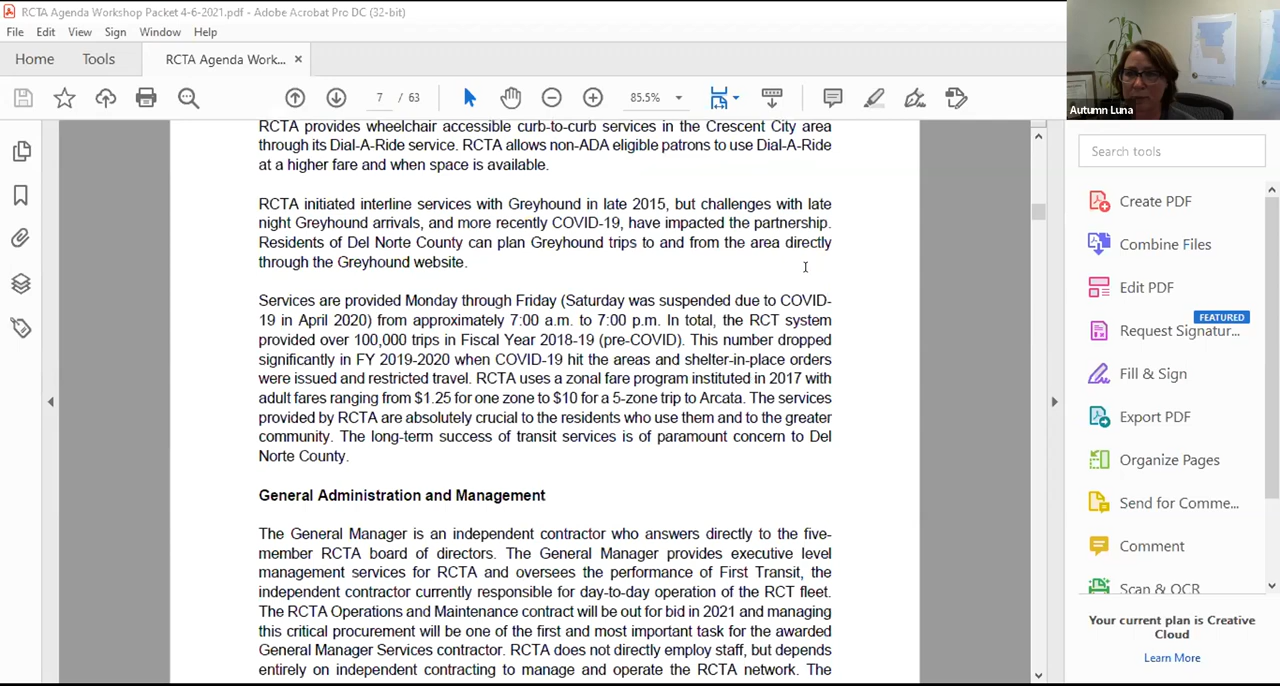 RCTA Agenda Workshop Packet 4-6-2021.pdf - Adobe Acrobat Pro DC (32-bit)
File Edit View Sign Window Help
Home Tools RCTA Agenda Work... ×
7 / 63 85.5%
Autumn Luna
RCTA provides wheelchair accessible curb-to-curb services in the Crescent City area
through its Dial-A-Ride service. RCTA allows non-ADA eligible patrons to use Dial-A-Ride
at a higher fare and when space is available.
RCTA initiated interline services with Greyhound in late 2015, but challenges with late
night Greyhound arrivals, and more recently COVID-19, have impacted the partnership.
Residents of Del Norte County can plan Greyhound trips to and from the area directly
through the Greyhound website.
Services are provided Monday through Friday (Saturday was suspended due to COVID-
19 in April 2020) from approximately 7:00 a.m. to 7:00 p.m. In total, the RCT system
provided over 100,000 trips in Fiscal Year 2018-19 (pre-COVID). This number dropped
significantly in FY 2019-2020 when COVID-19 hit the areas and shelter-in-place orders
were issued and restricted travel. RCTA uses a zonal fare program instituted in 2017 with
adult fares ranging from $1.25 for one zone to $10 for a 5-zone trip to Arcata. The services
provided by RCTA are absolutely crucial to the residents who use them and to the greater
community. The long-term success of transit services is of paramount concern to Del
Norte County.
General Administration and Management
The General Manager is an independent contractor who answers directly to the five-
member RCTA board of directors. The General Manager provides executive level
management services for RCTA and oversees the performance of First Transit, the
independent contractor currently responsible for day-to-day operation of the RCT fleet.
The RCTA Operations and Maintenance contract will be out for bid in 2021 and managing
this critical procurement will be one of the first and most important task for the awarded
General Manager Services contractor. RCTA does not directly employ staff, but depends
entirely on independent contracting to manage and operate the RCTA network. The
Search tools
Create PDF
Combine Files
Edit PDF
FEATURED
Request Signatur...
Fill & Sign
Export PDF
Organize Pages
Send for Comme...
Comment
Scan & OCR
Your current plan is Creative
Cloud
Learn More